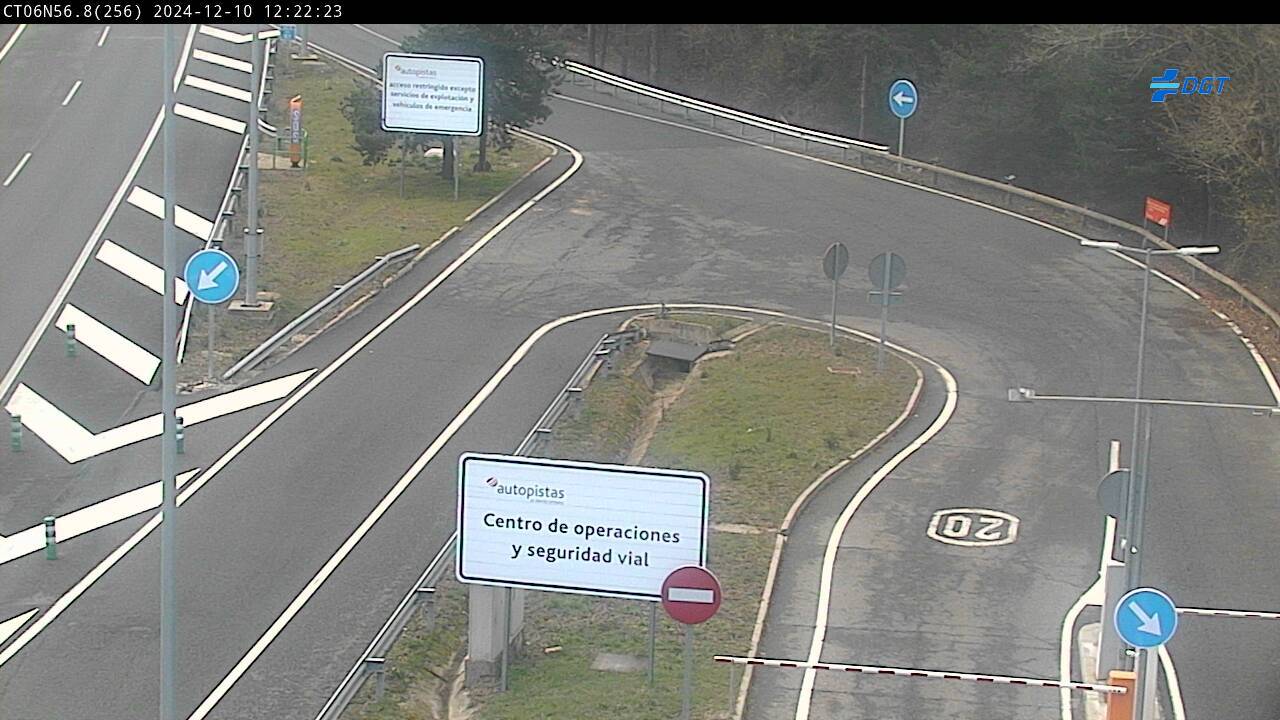 CT06N56.8(256) 2024-12-10 12:22:23
autopistas
acceso restringido excepto
servicios de explotación y
vehículos de emergencia
DGT
autopistas
Centro de operaciones
y seguridad vial
20